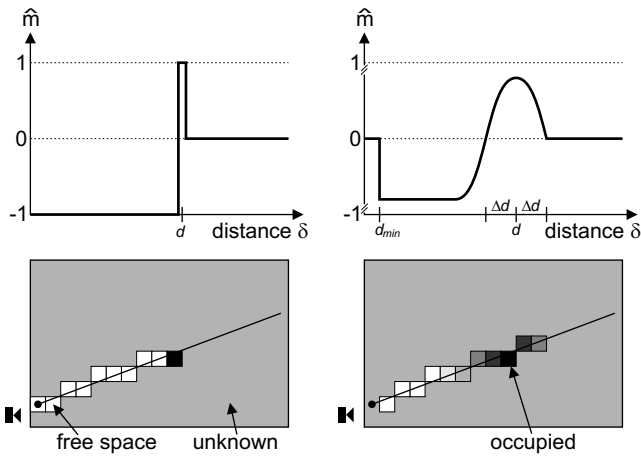 m̂
1
0
-1
d
distance δ
m̂
1
0
-1
d_min
Δd
Δd
d
distance δ
free space
unknown
occupied